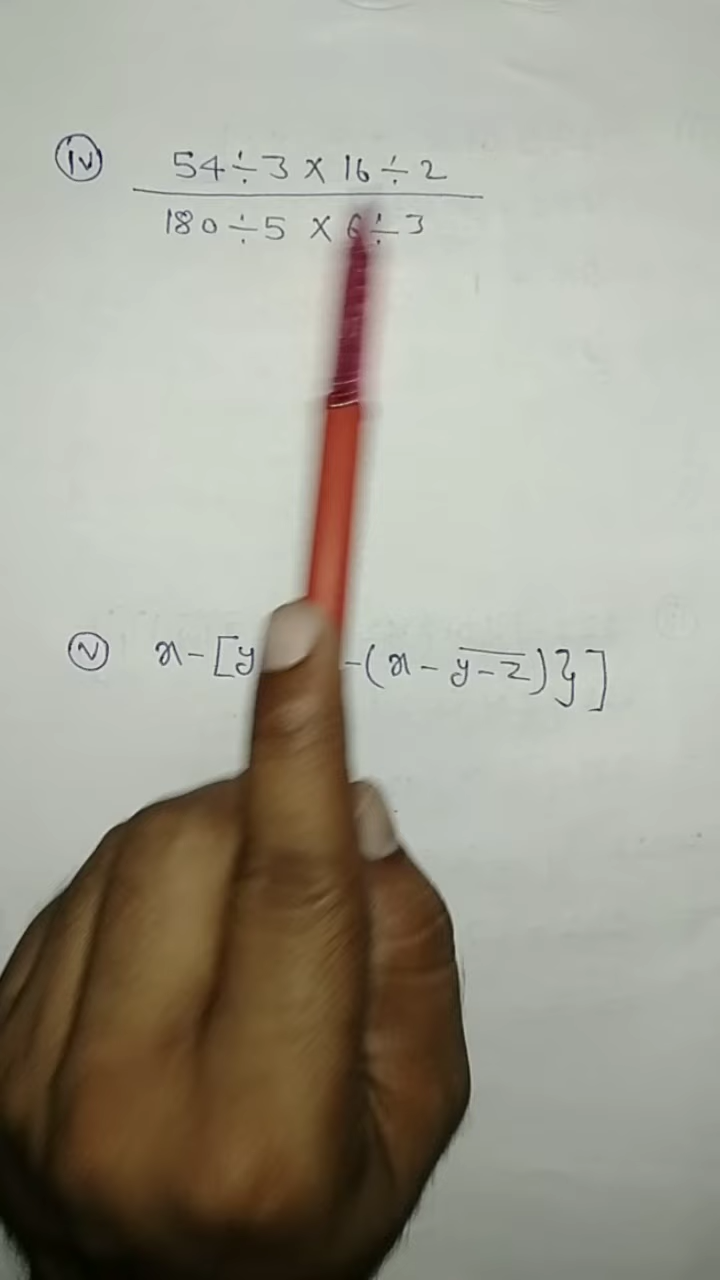 (iv) 54÷3 × 16÷2
180÷5 × 6÷3
(v) x-[y -(x - y-z)}]